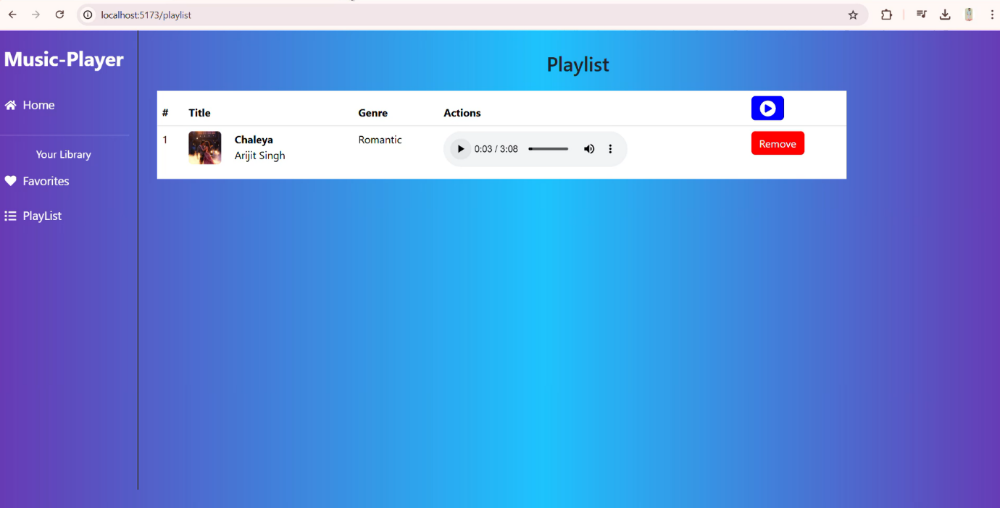 localhost:5173/playlist
Music-Player
Home
Your Library
Favorites
PlayList
Playlist
# Title Genre Actions
1 Chaleya Romantic 0:03 / 3:08 Remove
Arijit Singh